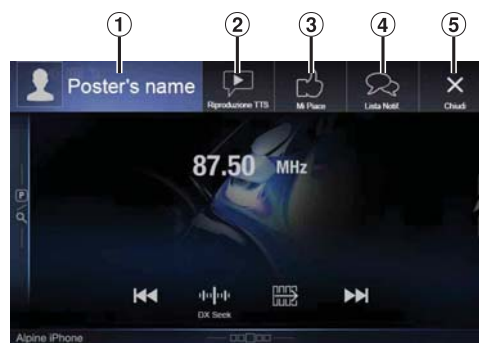 1 2 3 4 5
Poster's name
Riproduzione TTS
Mi Piace
Lista Notif.
Chiudi
87.50 MHz
P
DX Seek
Alpine iPhone